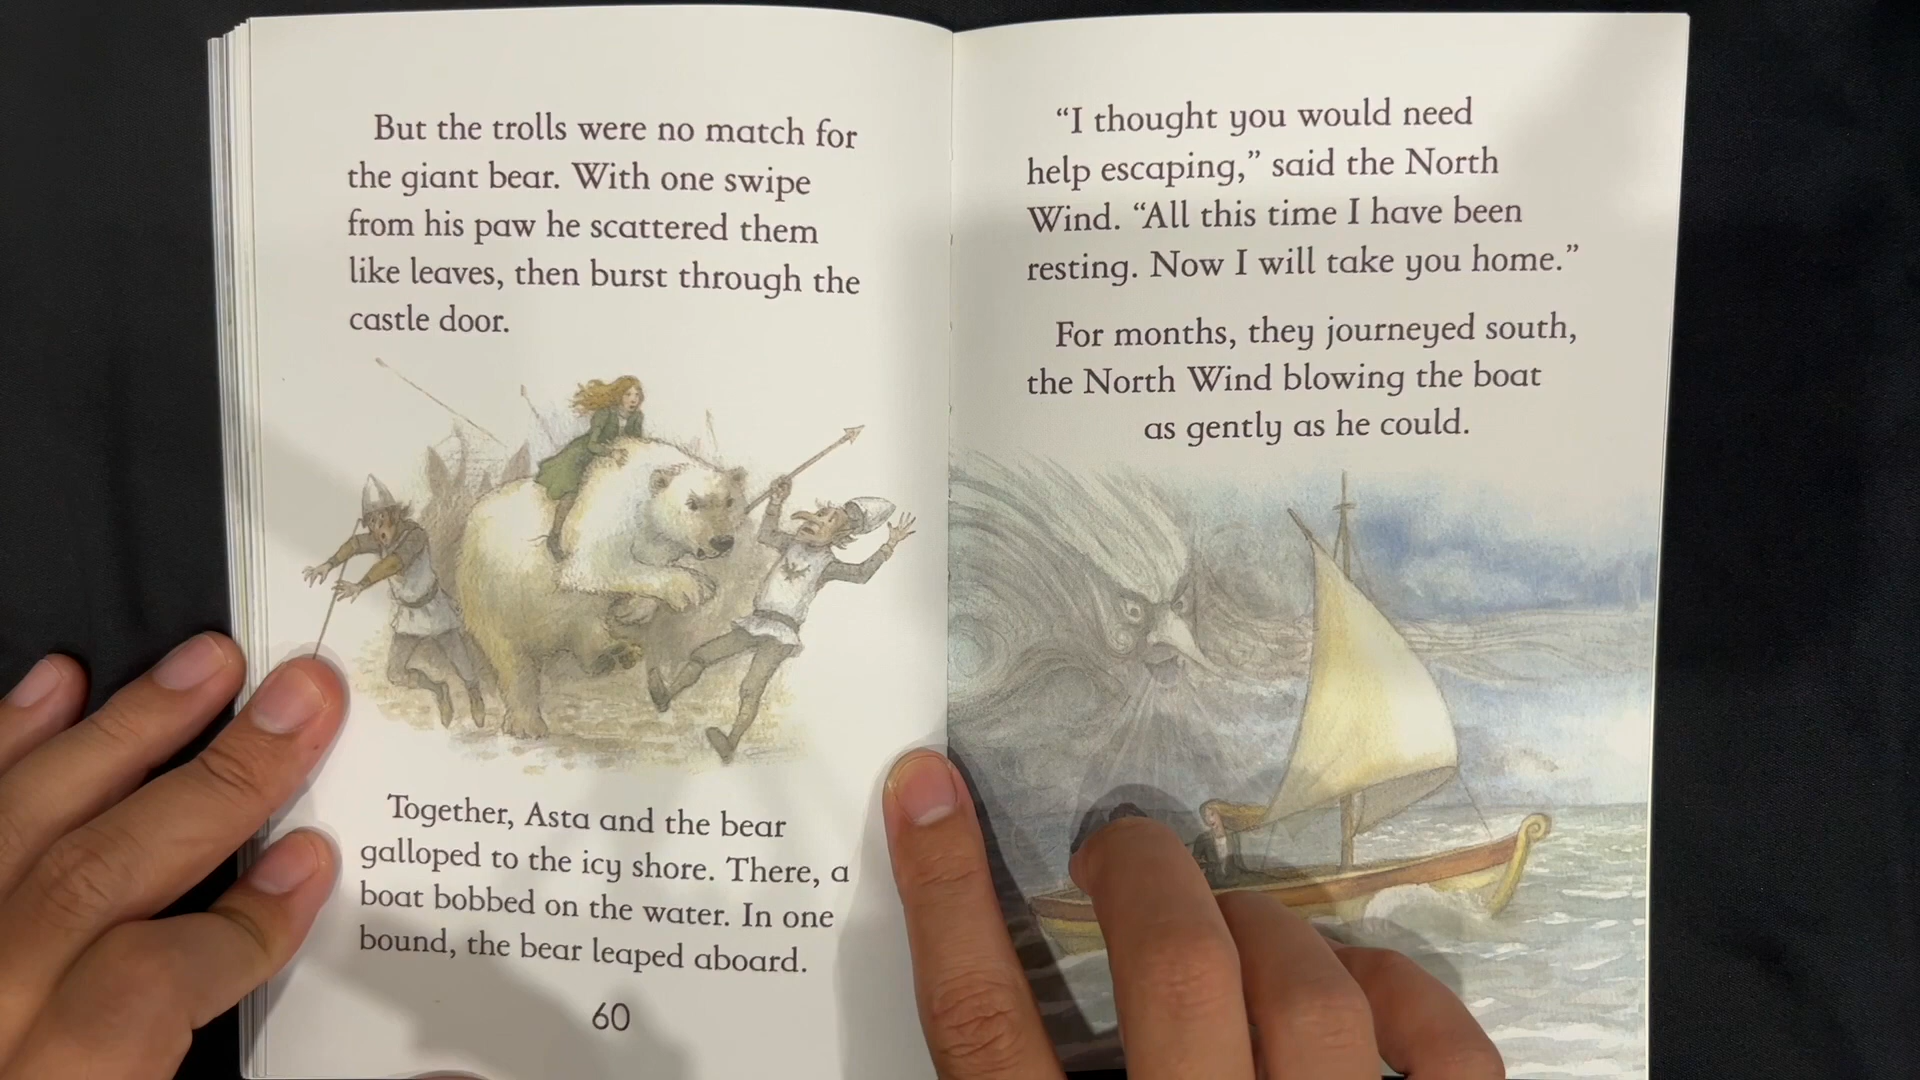 But the trolls were no match for
the giant bear. With one swipe
from his paw he scattered them
like leaves, then burst through the
castle door.
Together, Asta and the bear
galloped to the icy shore. There, a
boat bobbed on the water. In one
bound, the bear leaped aboard.
60
“I thought you would need
help escaping,” said the North
Wind. “All this time I have been
resting. Now I will take you home.”
For months, they journeyed south,
the North Wind blowing the boat
as gently as he could.